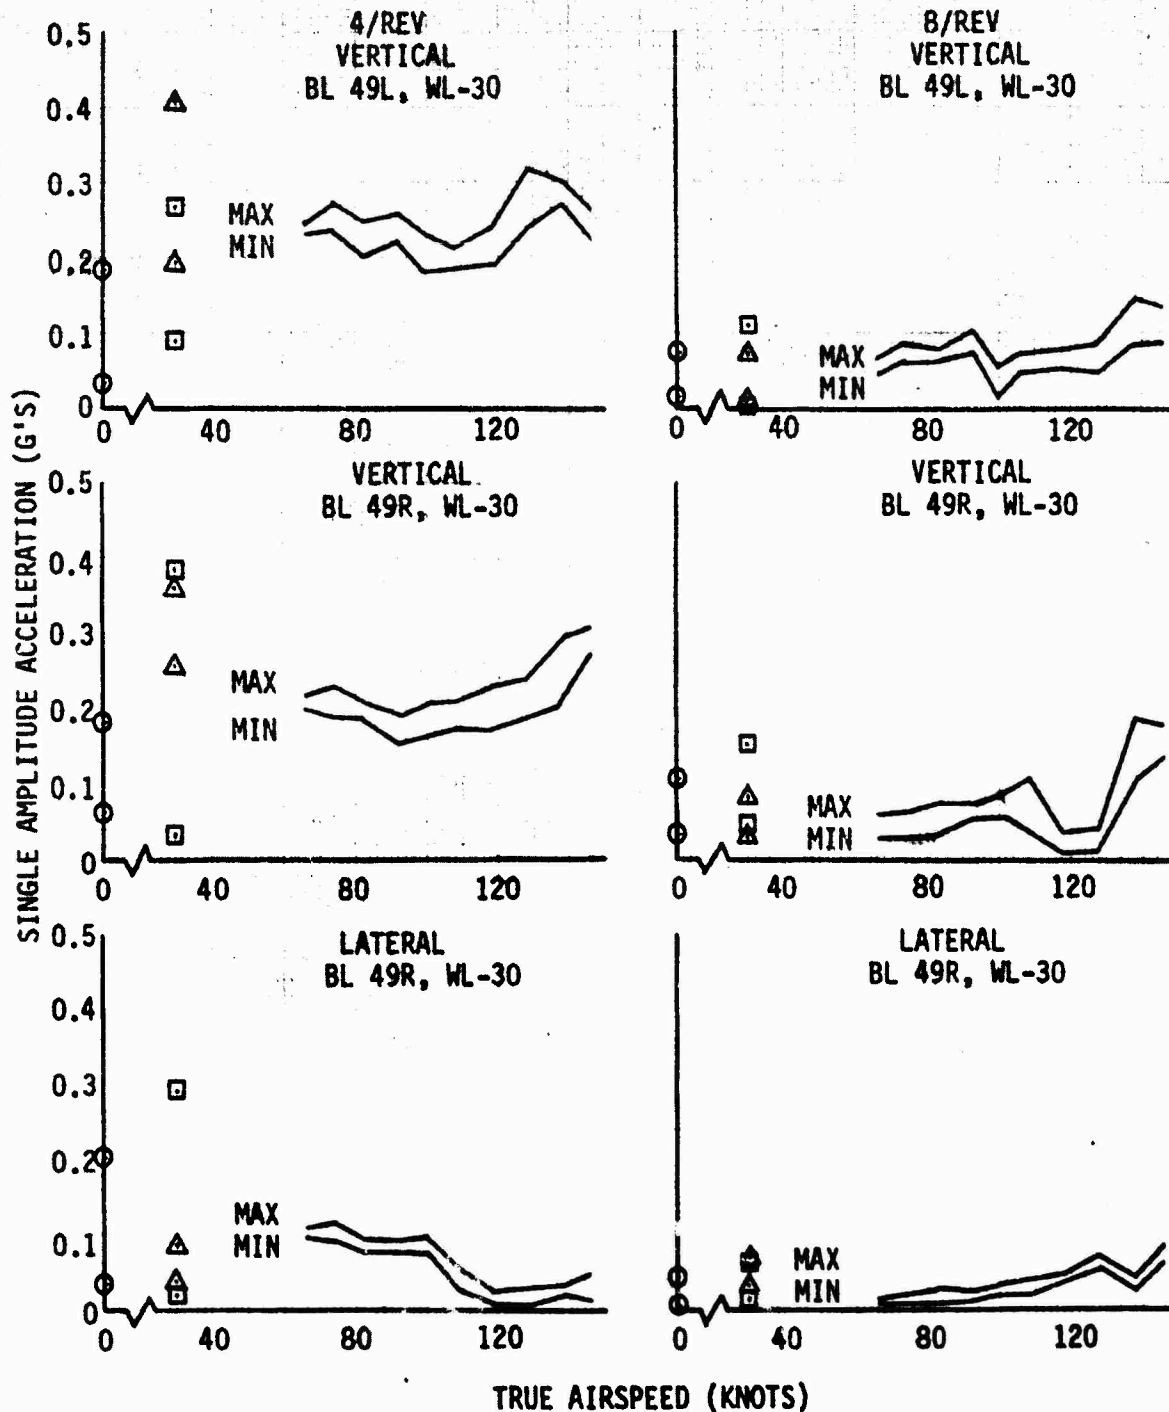 4/REV
VERTICAL
BL 49L, WL-30
0.5
0.4
0.3
0.2
0.1
0
MAX
MIN
0 40 80 120
8/REV
VERTICAL
BL 49L, WL-30
MAX
MIN
0 40 80 120
VERTICAL
BL 49R, WL-30
0.5
0.4
0.3
0.2
0.1
0
MAX
MIN
0 40 80 120
VERTICAL
BL 49R, WL-30
MAX
MIN
0 40 80 120
LATERAL
BL 49R, WL-30
0.5
0.4
0.3
0.2
0.1
0
MAX
MIN
0 40 80 120
LATERAL
BL 49R, WL-30
MAX
MIN
0 40 80 120
SINGLE AMPLITUDE ACCELERATION (G'S)
TRUE AIRSPEED (KNOTS)